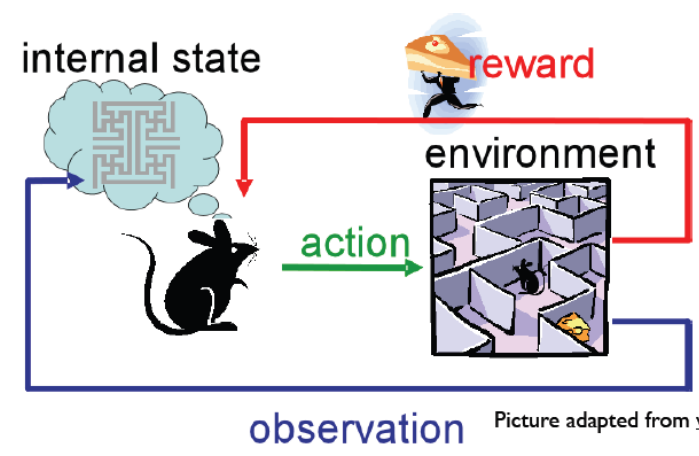 internal state
reward
environment
action
observation
Picture adapted from